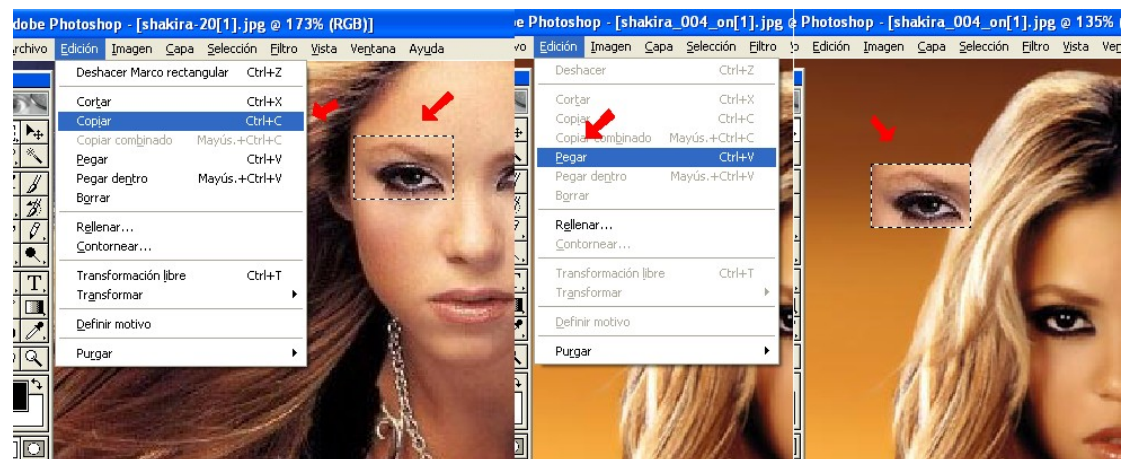 dobe Photoshop - [shakira-20[1].jpg @ 173% (RGB)]
rchivo Edición Imagen Capa Selección Filtro Vista Ventana Ayuda
Deshacer Marco rectangular Ctrl+Z
Cortar Ctrl+X
Copiar Ctrl+C
Copiar combinado Mayús.+Ctrl+C
Pegar Ctrl+V
Pegar dentro Mayús.+Ctrl+V
Borrar
Rellenar...
Contornear...
Transformación libre Ctrl+T
Transformar
Definir motivo
Purgar
T
e Photoshop - [shakira_004_on[1].jpg @
vo Edición Imagen Capa Selección Filtro
Deshacer Ctrl+Z
Cortar Ctrl+X
Copiar Ctrl+C
Copiar combinado Mayús.+Ctrl+C
Pegar Ctrl+V
Pegar dentro Mayús.+Ctrl+V
Borrar
Rellenar...
Contornear...
Transformación libre Ctrl+T
Transformar
Definir motivo
Purgar
Photoshop - [shakira_004_on[1].jpg @ 135% (
Edición Imagen Capa Selección Filtro Vista Ven